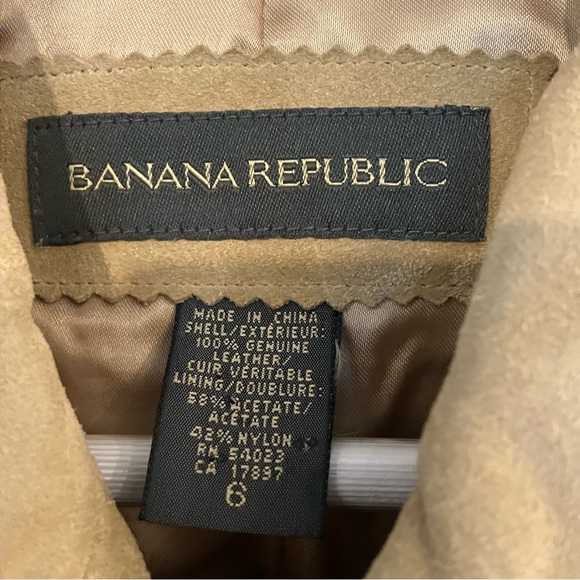 BANANA REPUBLIC
MADE IN CHINA
SHELL/EXTÉRIEUR:
100% GENUINE
LEATHER/
CUIR VÉRITABLE
LINING/DOUBLURE:
58% ACETATE/
ACÉTATE
42% NYLON
RN 54023
CA 17897
6